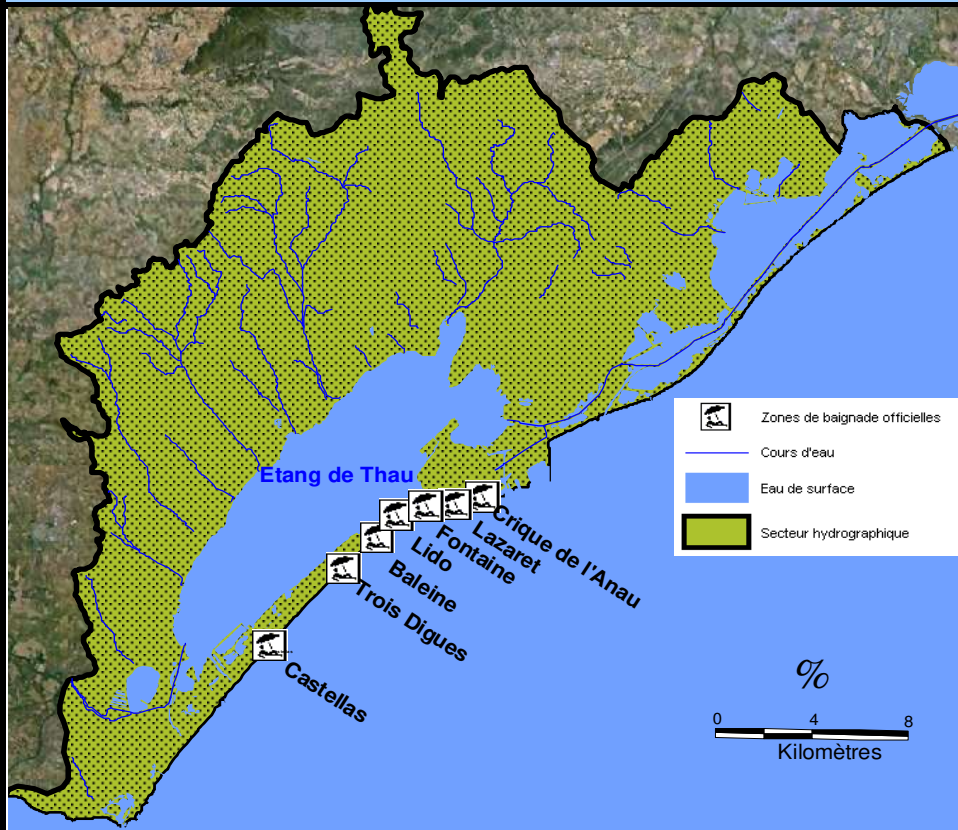 Etang de Thau
Crique de l'Anau
Lazaret
Fontaine
Lido
Baleine
Trois Digues
Castellas
Zones de baignade officielles
Cours d'eau
Eau de surface
Secteur hydrographique
%
0 4 8
Kilomètres